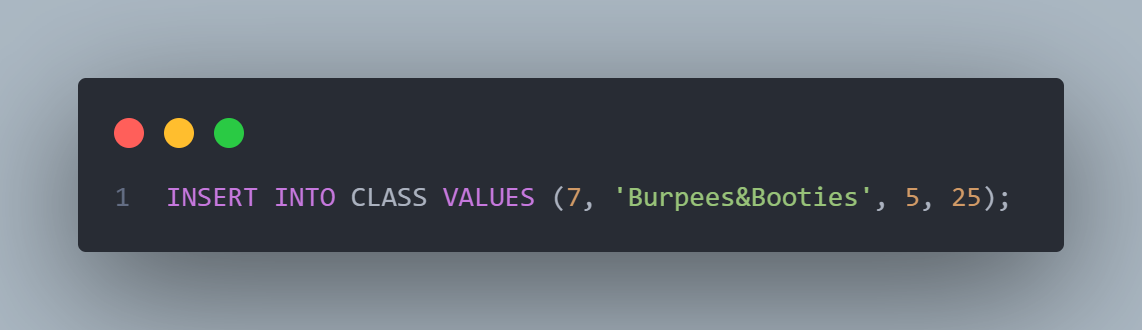 1 INSERT INTO CLASS VALUES (7, 'Burpees&Booties', 5, 25);